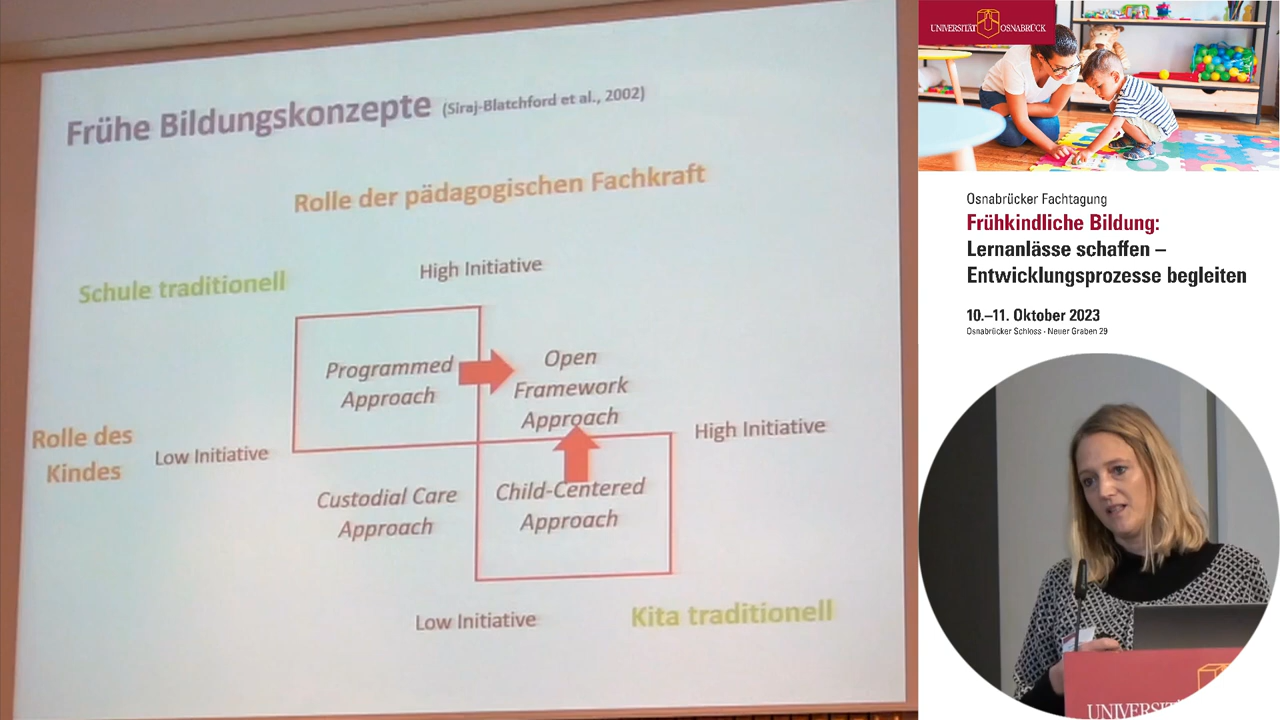 Frühe Bildungskonzepte (Siraj-Blatchford et al., 2002)
Rolle der pädagogischen Fachkraft
High Initiative
Schule traditionell
Programmed
Approach
Open
Framework
Approach
Rolle des
Kindes
Low Initiative
High Initiative
Custodial Care
Approach
Child-Centered
Approach
Low Initiative
Kita traditionell
UNIVERSITÄT OSNABRÜCK
Osnabrücker Fachtagung
Frühkindliche Bildung:
Lernanlässe schaffen –
Entwicklungsprozesse begleiten
10.–11. Oktober 2023
Osnabrücker Schloss · Neuer Graben 29